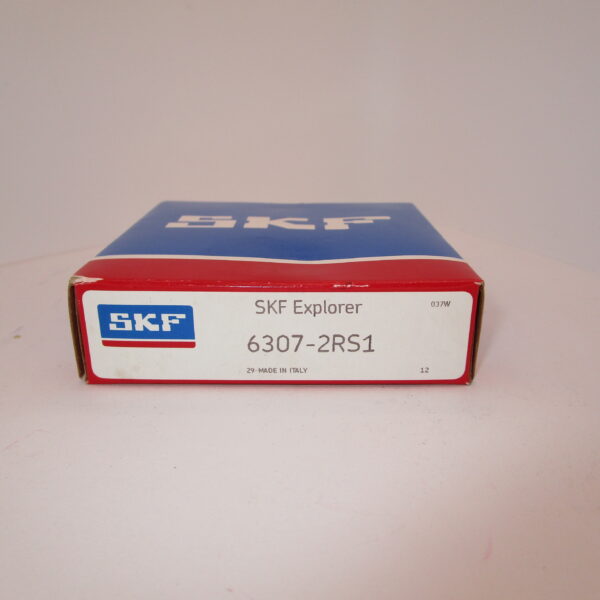 SKF
SKF
SKF Explorer
037W
6307-2RS1
29-MADE IN ITALY
12